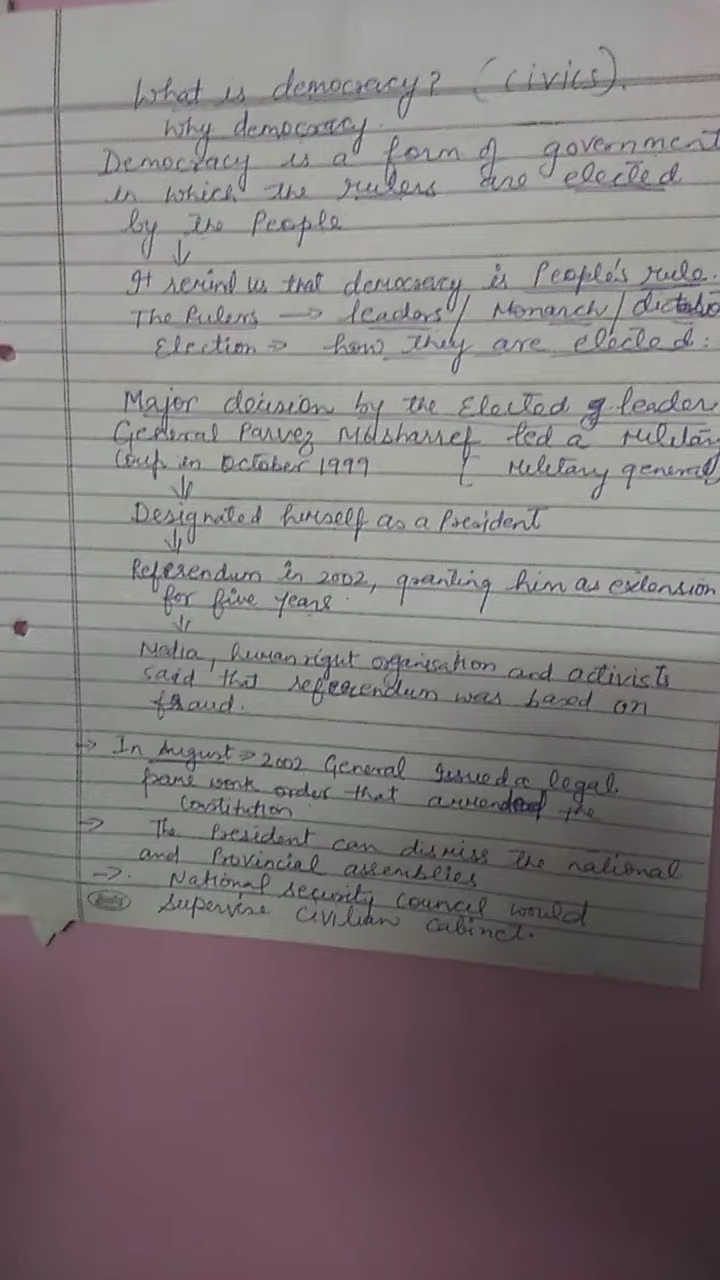 What is democracy? (civics).
Why democracy.
Democracy is a form of government
in which the rulers are elected
by the People
↓
It remind us that democracy is People's rule.
The Rulers → leaders / Monarch / dictato
Election → how they are elected:
Major decision by the Elected leader
General Parvez Musharref led a military
Coup in October 1999 [ Military general
↓
Designated himself as a President
↓
Referendum in 2002, granting him as extension
for five years.
↓
Media, human right organisation and activists
said that referendum was based on
fraud.
→ In August → 2002 General Issued a legal
frame work order that amended the
Constitution.
→ The President can dismiss the national
and Provincial assemblies
→. National security council would
supervise civilian cabinet.